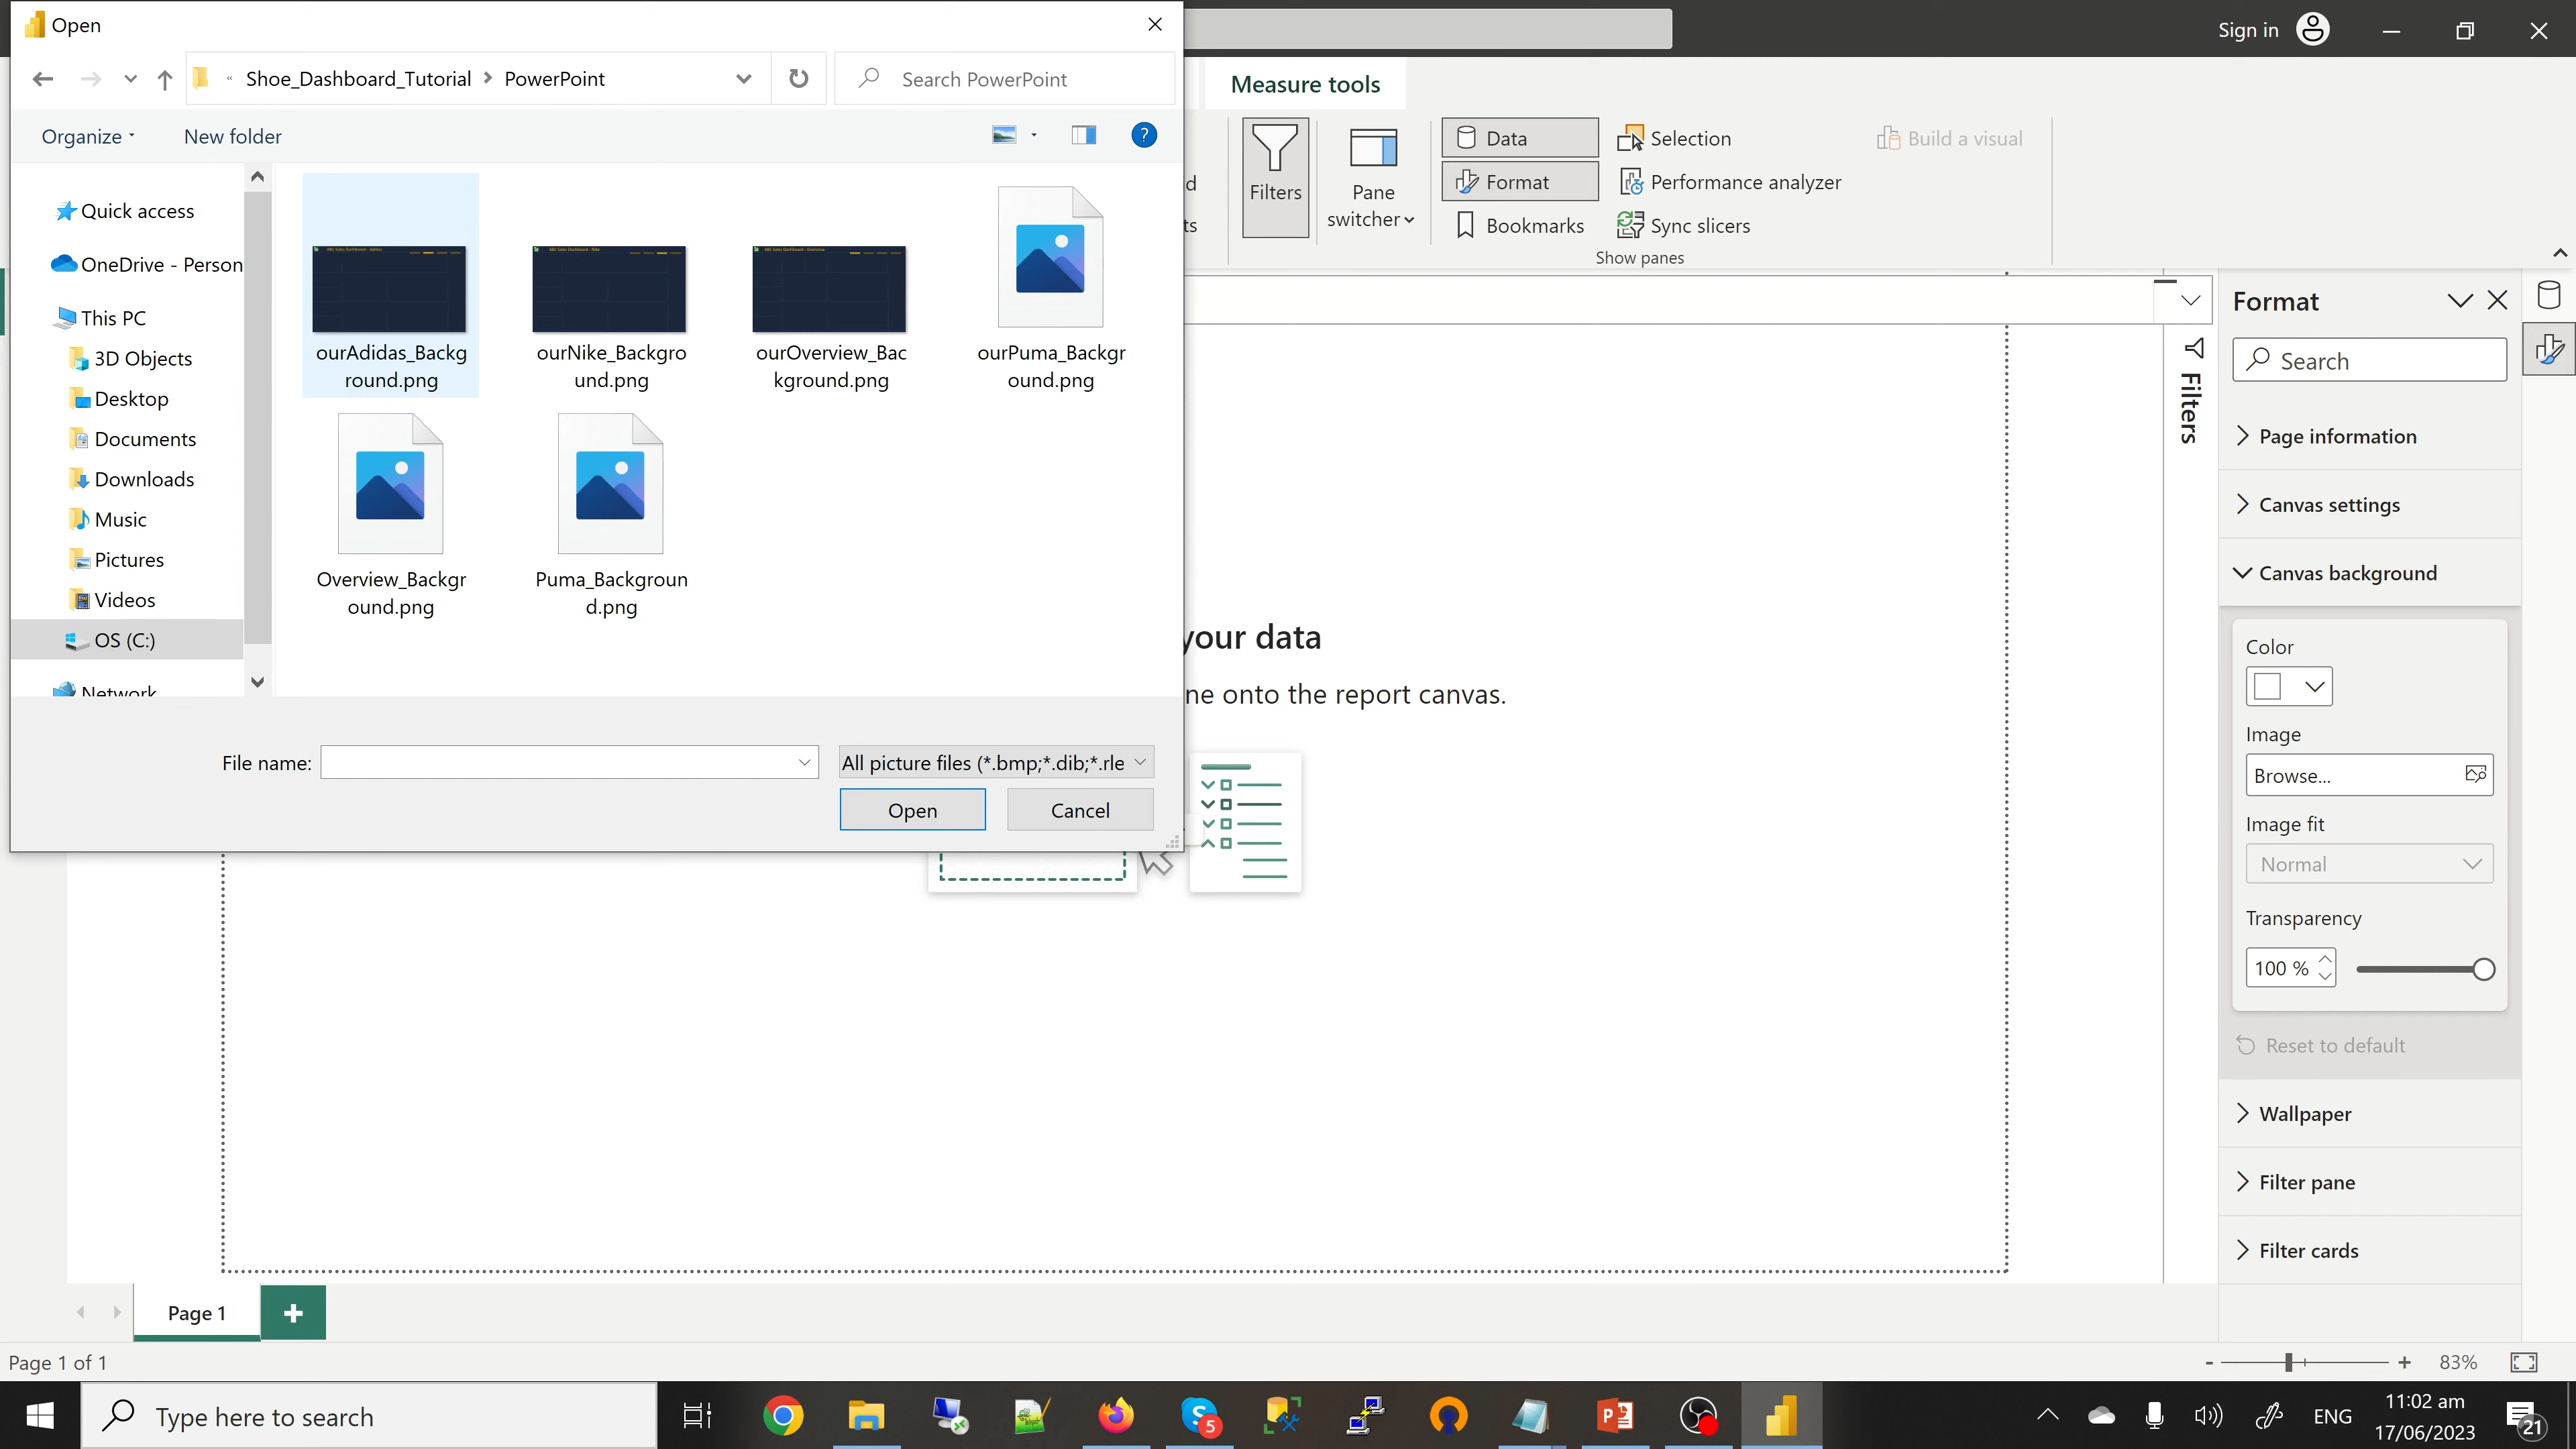 Open
Sign in
Shoe_Dashboard_Tutorial
PowerPoint
Search PowerPoint
Measure tools
Organize
New folder
Filters
Pane
switcher
Data
Format
Bookmarks
Selection
Performance analyzer
Sync slicers
Build a visual
Show panes
d
ts
Quick access
OneDrive - Person
This PC
3D Objects
Desktop
Documents
Downloads
Music
Pictures
Videos
OS (C:)
Network
ourAdidas_Backg
round.png
ourNike_Backgro
und.png
ourOverview_Bac
kground.png
ourPuma_Backgr
ound.png
Overview_Backgr
ound.png
Puma_Backgroun
d.png
File name:
All picture files (*.bmp;*.dib;*.rle
Open
Cancel
your data
ne onto the report canvas.
Filters
Format
Search
Page information
Canvas settings
Canvas background
Color
Image
Browse...
Image fit
Normal
Transparency
100 %
Reset to default
Wallpaper
Filter pane
Filter cards
Page 1
Page 1 of 1
- + 83%
Type here to search
5
ENG
11:02 am
17/06/2023
21